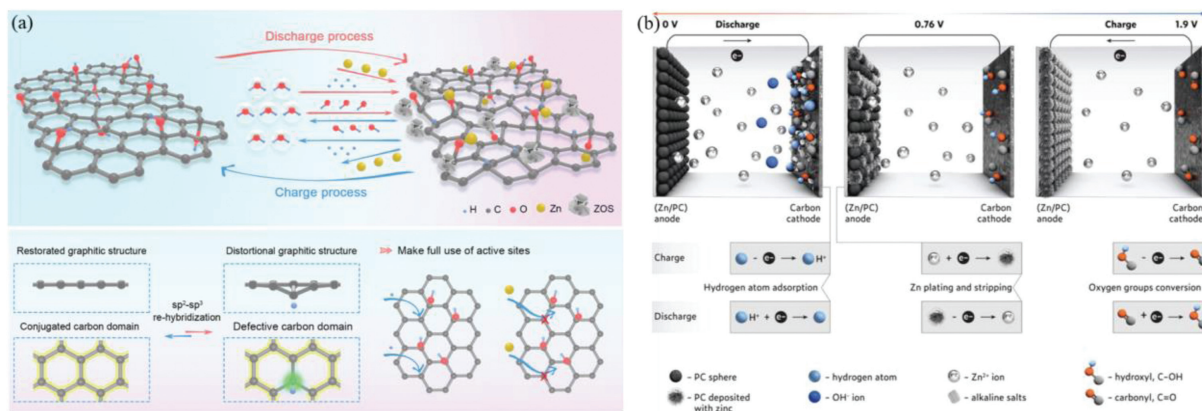 (a)
Discharge process
Charge process
H C O Zn ZOS
Restorated graphitic structure
Distortional graphitic structure
Make full use of active sites
sp²-sp³
re-hybridization
Conjugated carbon domain
Defective carbon domain
(b)
0 V Discharge 0.76 V Charge 1.9 V
e−
e−
(Zn/PC)
anode
Carbon
cathode
(Zn/PC)
anode
Carbon
cathode
(Zn/PC)
anode
Carbon
cathode
Charge
- e− → H⁺
+ e− →
- e− →
Hydrogen atom adsorption
Zn plating and stripping
Oxygen groups conversion
Discharge
H⁺ + e− →
- e− →
+ e− →
- PC sphere
- hydrogen atom
- Zn²⁺ ion
- hydroxyl, C-OH
- PC deposited
with zinc
- OH⁻ ion
- alkaline salts
- carbonyl, C=O